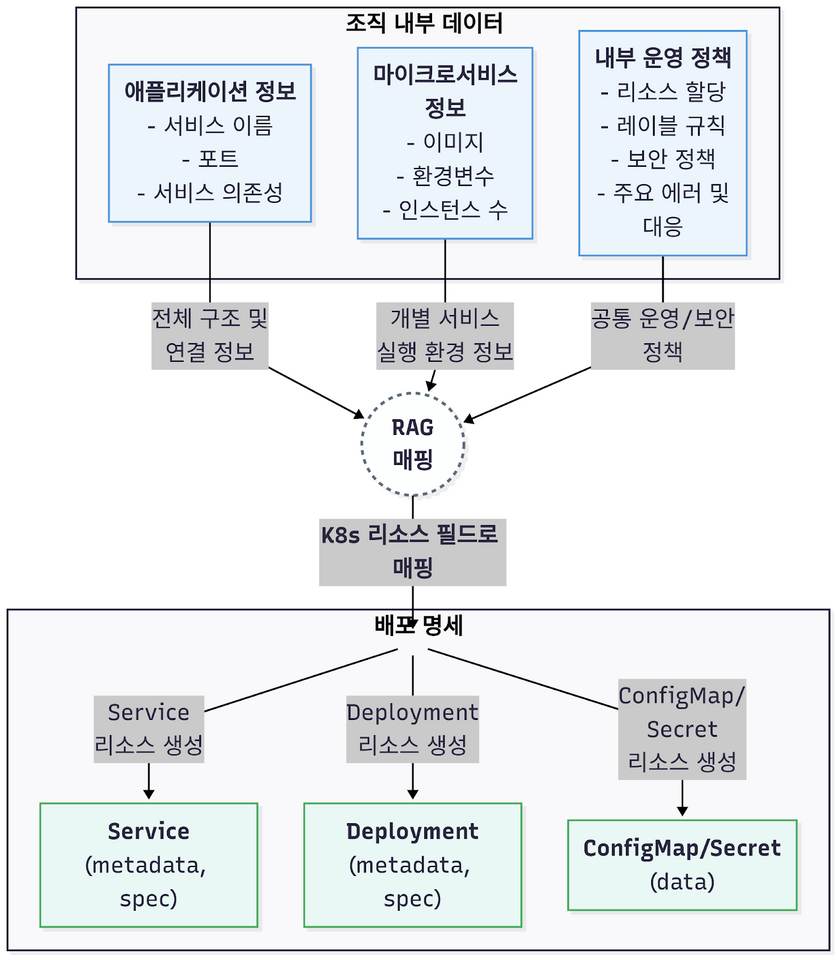 조직 내부 데이터
애플리케이션 정보
- 서비스 이름
- 포트
- 서비스 의존성
마이크로서비스
정보
- 이미지
- 환경변수
- 인스턴스 수
내부 운영 정책
- 리소스 할당
- 레이블 규칙
- 보안 정책
- 주요 에러 및
대응
전체 구조 및
연결 정보
개별 서비스
실행 환경 정보
공통 운영/보안
정책
RAG
매핑
K8s 리소스 필드로
매핑
배포 명세
Service
리소스 생성
Deployment
리소스 생성
ConfigMap/
Secret
리소스 생성
Service
(metadata,
spec)
Deployment
(metadata,
spec)
ConfigMap/Secret
(data)